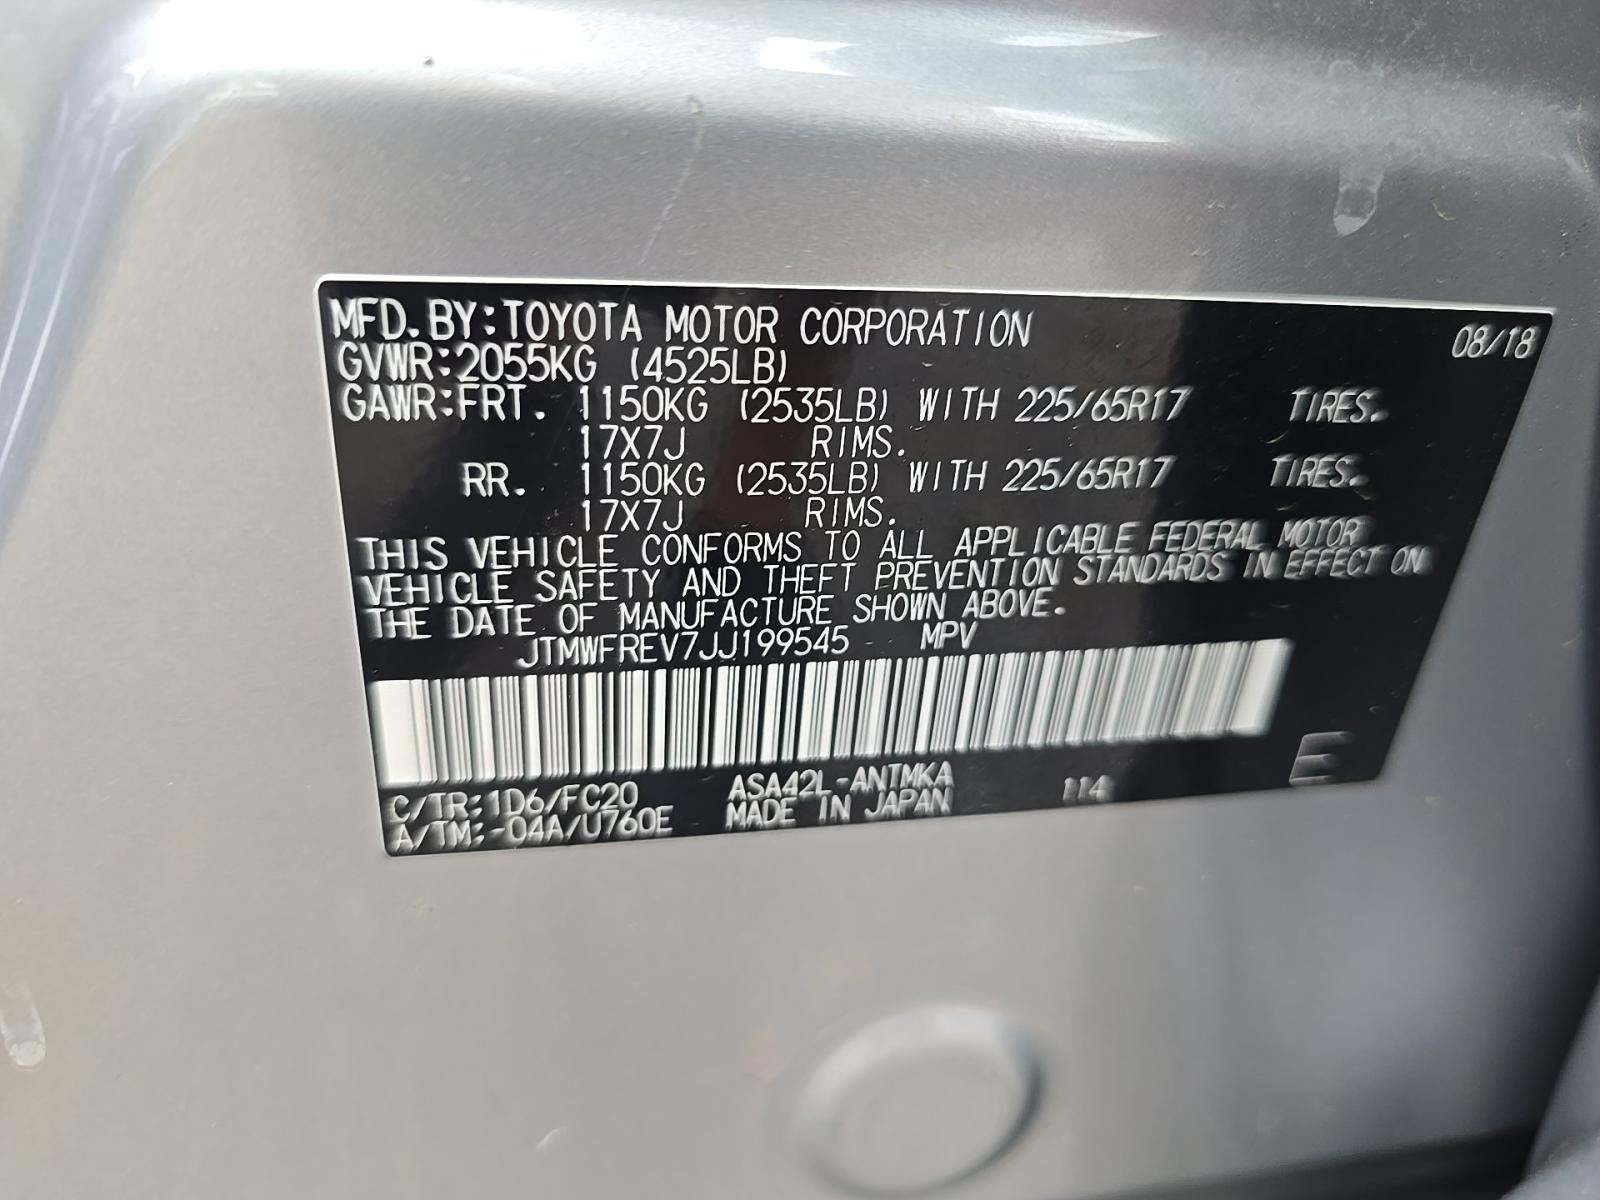 MFD. BY: TOYOTA MOTOR CORPORATION 08/18
GVWR: 2055KG (4525LB)
GAWR: FRT. 1150KG (2535LB) WITH 225/65R17 TIRES.
17X7J RIMS.
RR. 1150KG (2535LB) WITH 225/65R17 TIRES.
17X7J RIMS.
THIS VEHICLE CONFORMS TO ALL APPLICABLE FEDERAL MOTOR
VEHICLE SAFETY AND THEFT PREVENTION STANDARDS IN EFFECT ON
THE DATE OF MANUFACTURE SHOWN ABOVE.
JTMWFREV7JJ199545 MPV
E
C/TR: 1D6/FC20 ASA42L-ANTMKA 114
A/TM: -04A/U760E MADE IN JAPAN